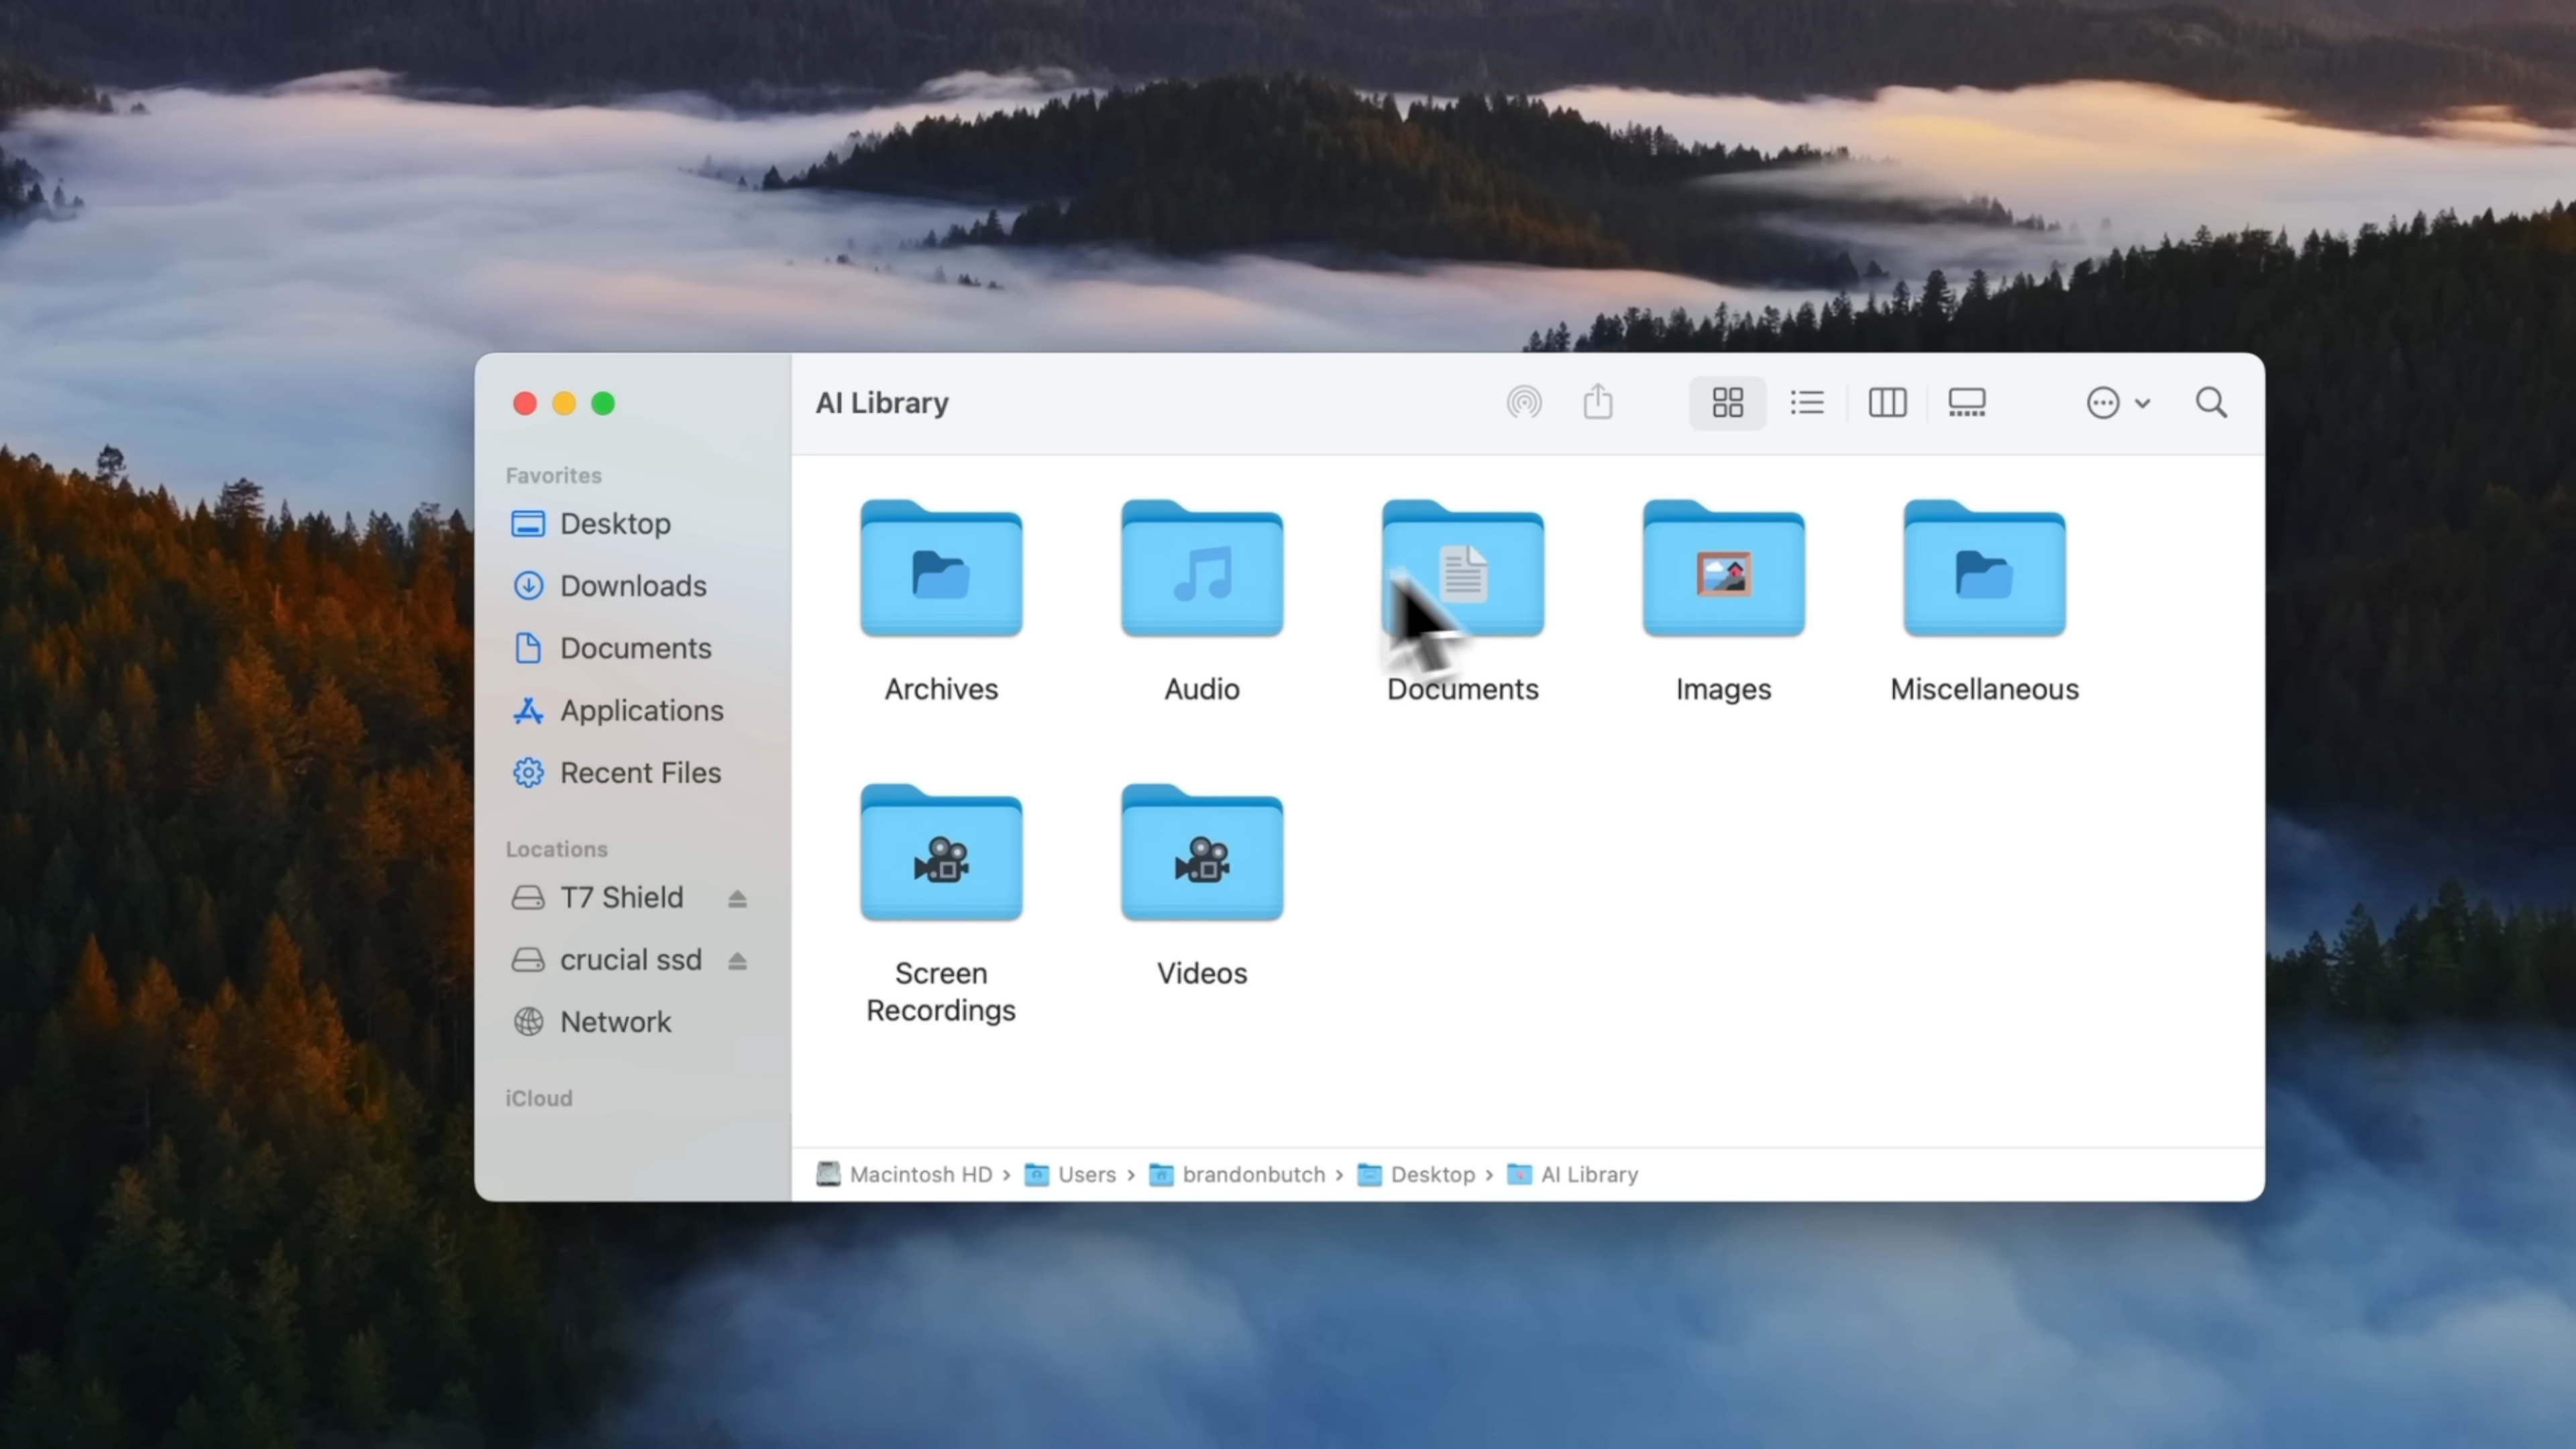 AI Library
Favorites
Desktop
Downloads
Documents
Applications
Recent Files
Locations
T7 Shield
crucial ssd
Network
iCloud
Archives
Audio
Documents
Images
Miscellaneous
Screen
Recordings
Videos
Macintosh HD › Users › brandonbutch › Desktop › AI Library